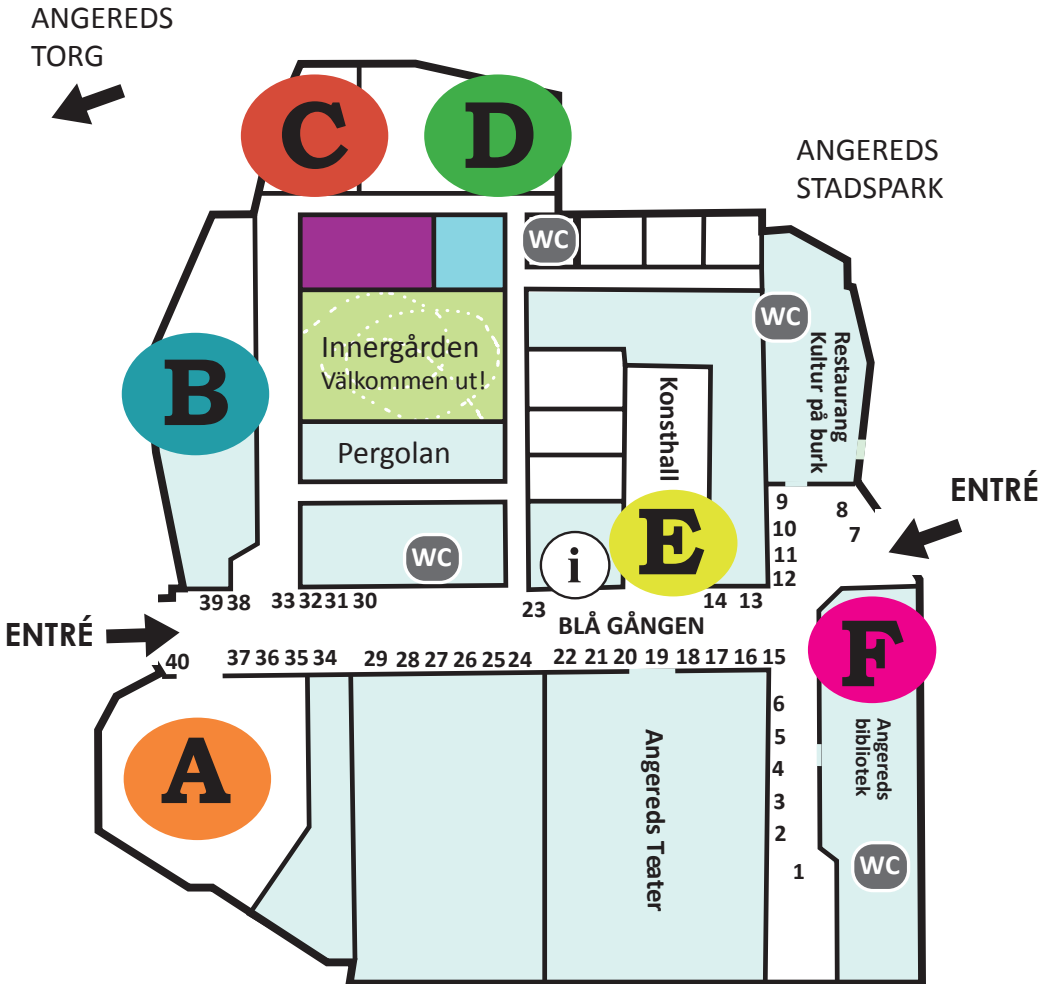 ANGEREDS
TORG
C
D
ANGEREDS
STADSPARK
WC
WC
Restaurang
Kultur på burk
Innergården
Välkommen ut!
B
Konsthall
Pergolan
ENTRÉ
9
8
10
7
11
12
E
i
WC
39 38 33 32 31 30
23
14 13
BLÅ GÅNGEN
ENTRÉ
40
37 36 35 34 29 28 27 26 25 24 22 21 20 19 18 17 16 15
F
6
5
4
3
2
1
Angereds
bibliotek
Angereds Teater
A
WC